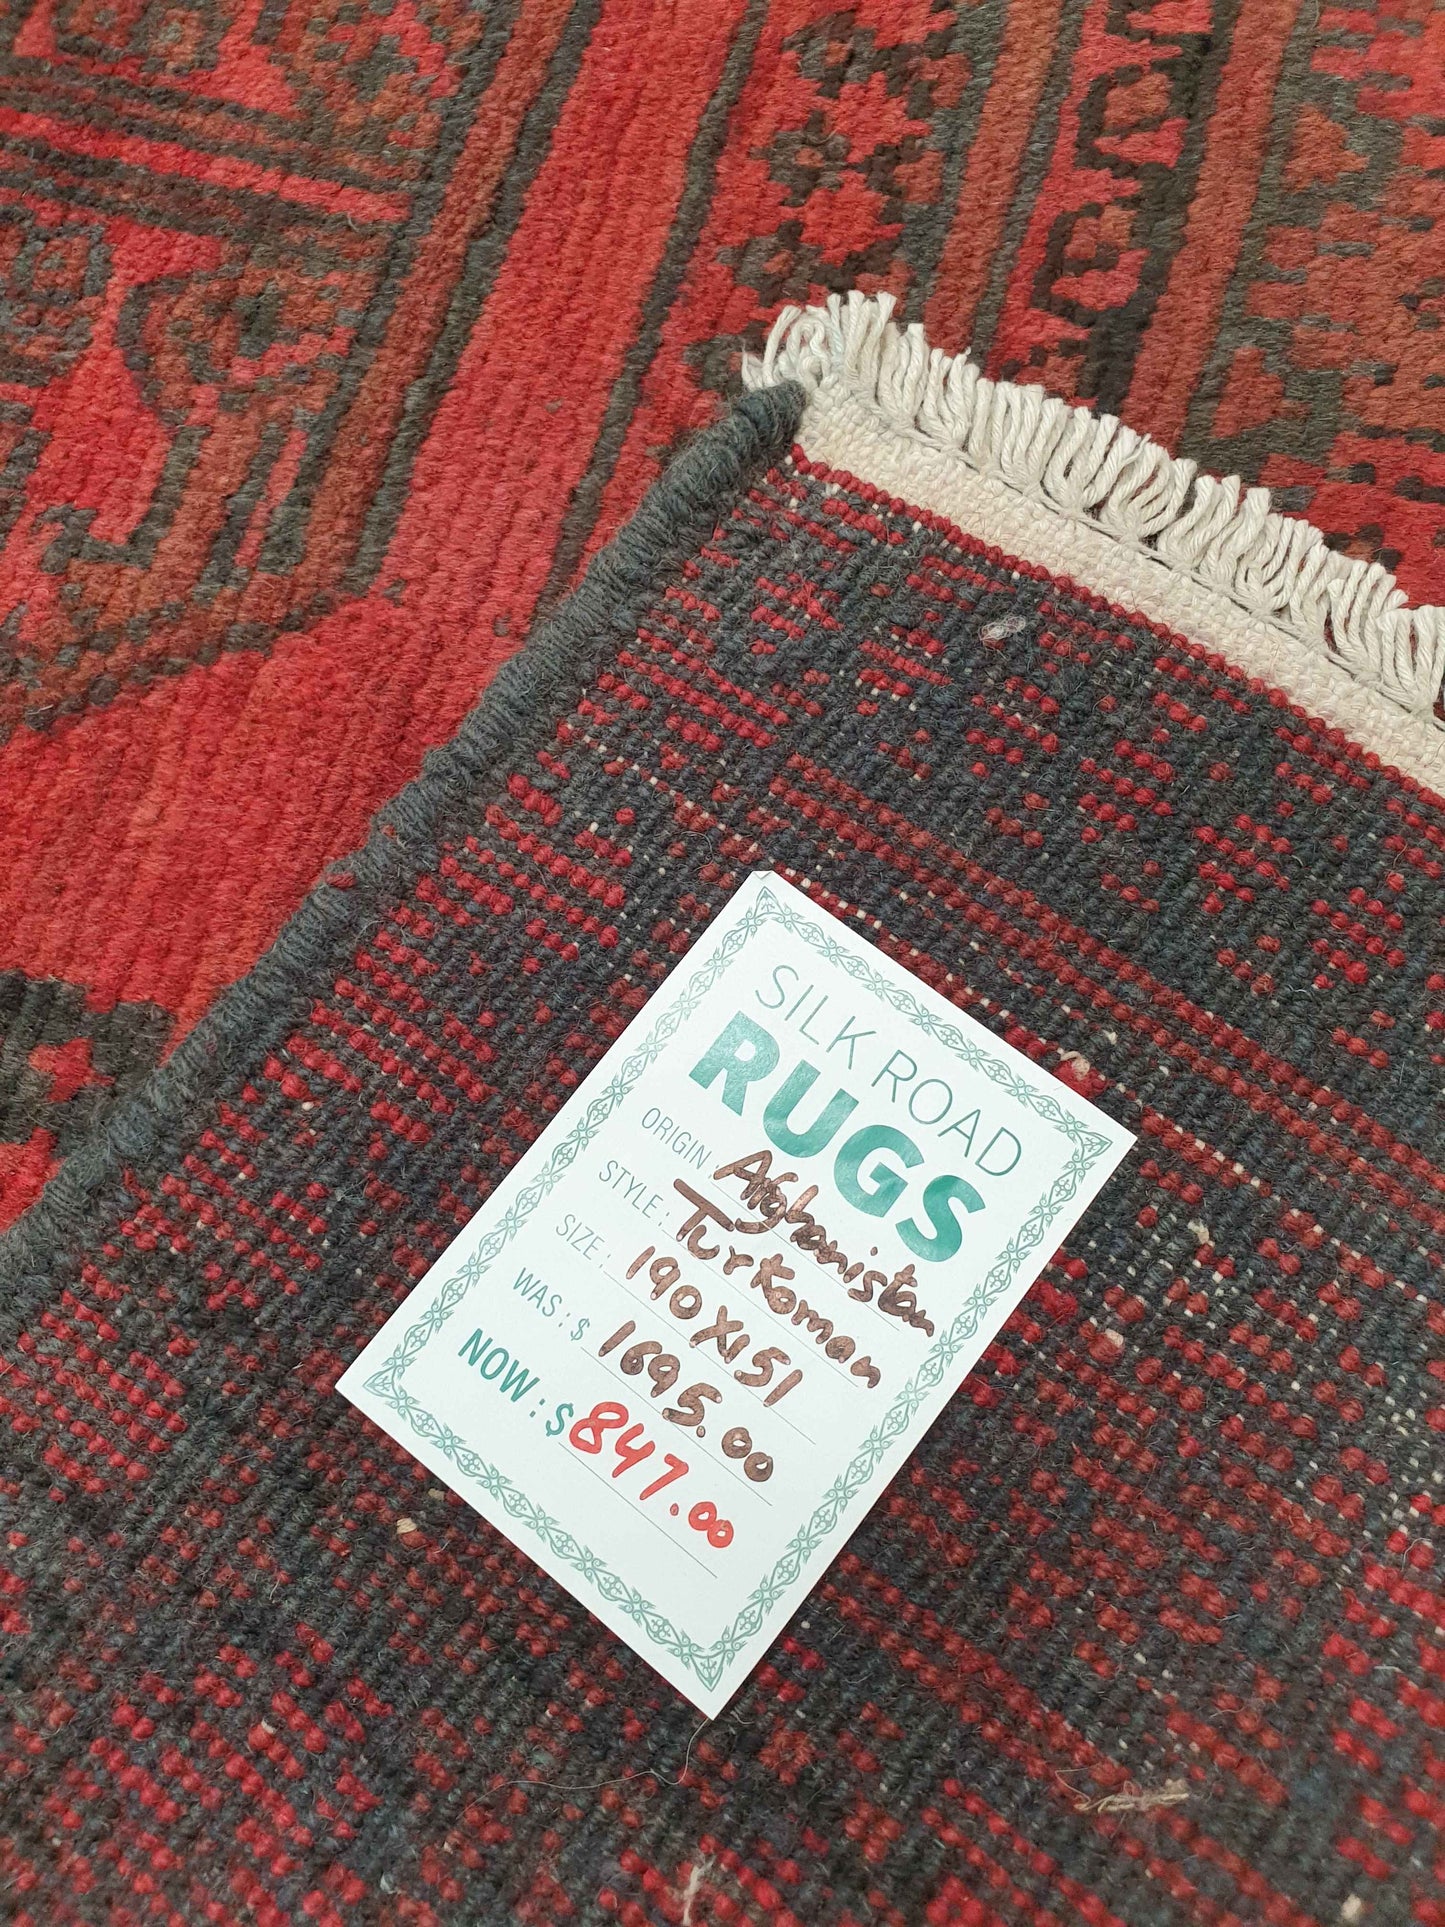 SILK ROAD
RUGS
ORIGIN Afghanistan
STYLE: Turkoman
SIZE: 190X151
WAS: $ 1695.00
NOW: $847.00